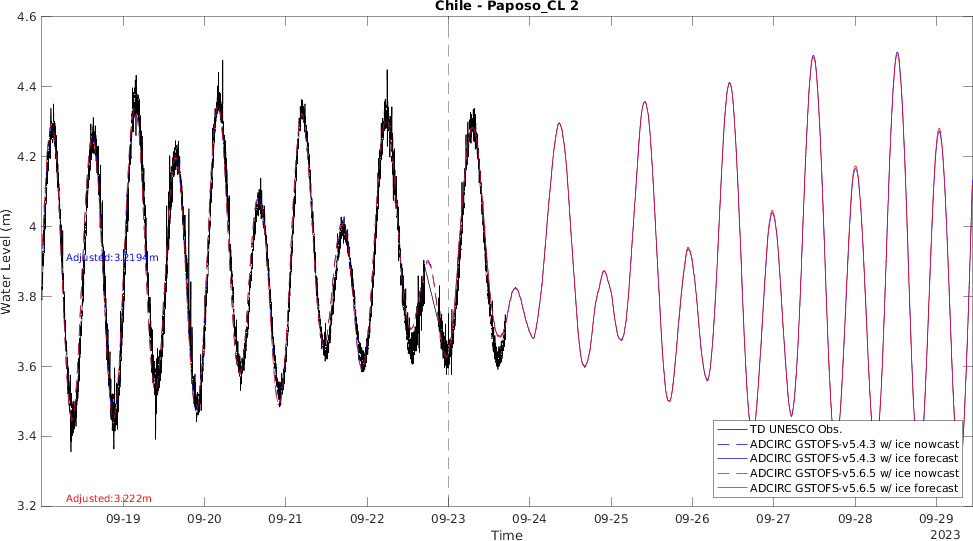 Chile - Paposo_CL 2
Water Level (m)
4.6
4.4
4.2
4
3.8
3.6
3.4
3.2
Adjusted:3.2194m
Adjusted:3.222m
TD UNESCO Obs.
ADCIRC GSTOFS-v5.4.3 w/ ice nowcast
ADCIRC GSTOFS-v5.4.3 w/ ice forecast
ADCIRC GSTOFS-v5.6.5 w/ ice nowcast
ADCIRC GSTOFS-v5.6.5 w/ ice forecast
09-19 09-20 09-21 09-22 09-23 09-24 09-25 09-26 09-27 09-28 09-29
2023
Time